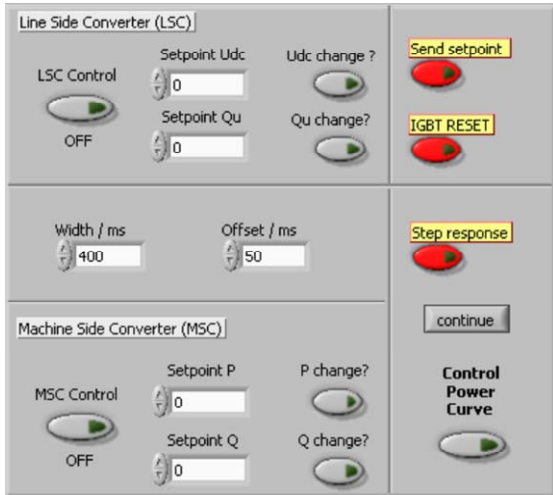 Line Side Converter (LSC)
LSC Control
OFF
Setpoint Udc
0
Udc change ?
Setpoint Qu
0
Qu change?
Send setpoint
IGBT RESET
Width / ms
400
Offset / ms
50
Step response
continue
Control
Power
Curve
Machine Side Converter (MSC)
MSC Control
OFF
Setpoint P
0
P change?
Setpoint Q
0
Q change?